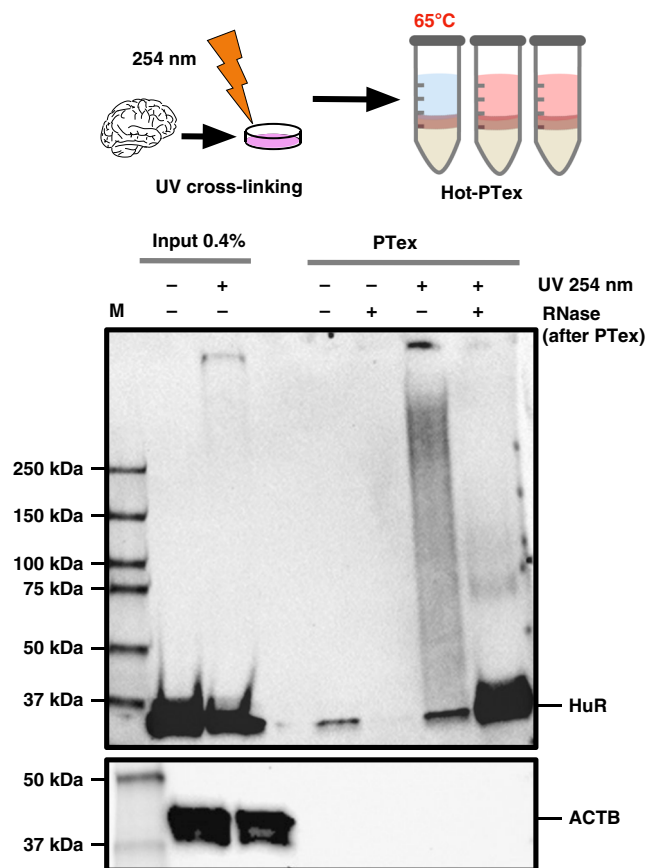 65°C
254 nm
UV cross-linking
Hot-PTex
Input 0.4%
PTex
– + – – + + UV 254 nm
M – – – + – + RNase
(after PTex)
250 kDa
150 kDa
100 kDa
75 kDa
50 kDa
37 kDa
HuR
50 kDa
ACTB
37 kDa